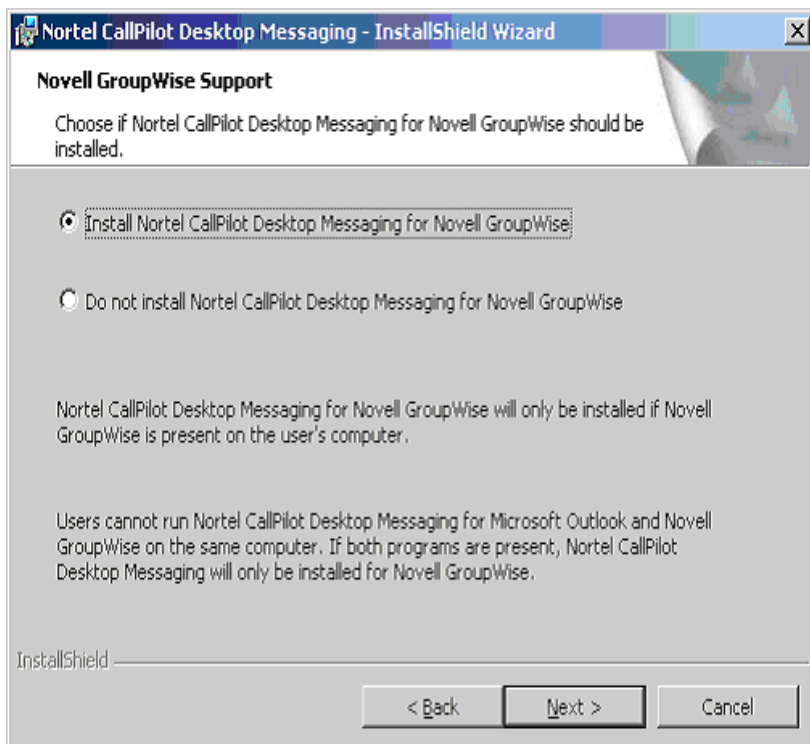 Nortel CallPilot Desktop Messaging - InstallShield Wizard
Novell GroupWise Support
Choose if Nortel CallPilot Desktop Messaging for Novell GroupWise should be
installed.
Install Nortel CallPilot Desktop Messaging for Novell GroupWise
Do not install Nortel CallPilot Desktop Messaging for Novell GroupWise
Nortel CallPilot Desktop Messaging for Novell GroupWise will only be installed if Novell
GroupWise is present on the user's computer.
Users cannot run Nortel CallPilot Desktop Messaging for Microsoft Outlook and Novell
GroupWise on the same computer. If both programs are present, Nortel CallPilot
Desktop Messaging will only be installed for Novell GroupWise.
InstallShield
< Back Next > Cancel